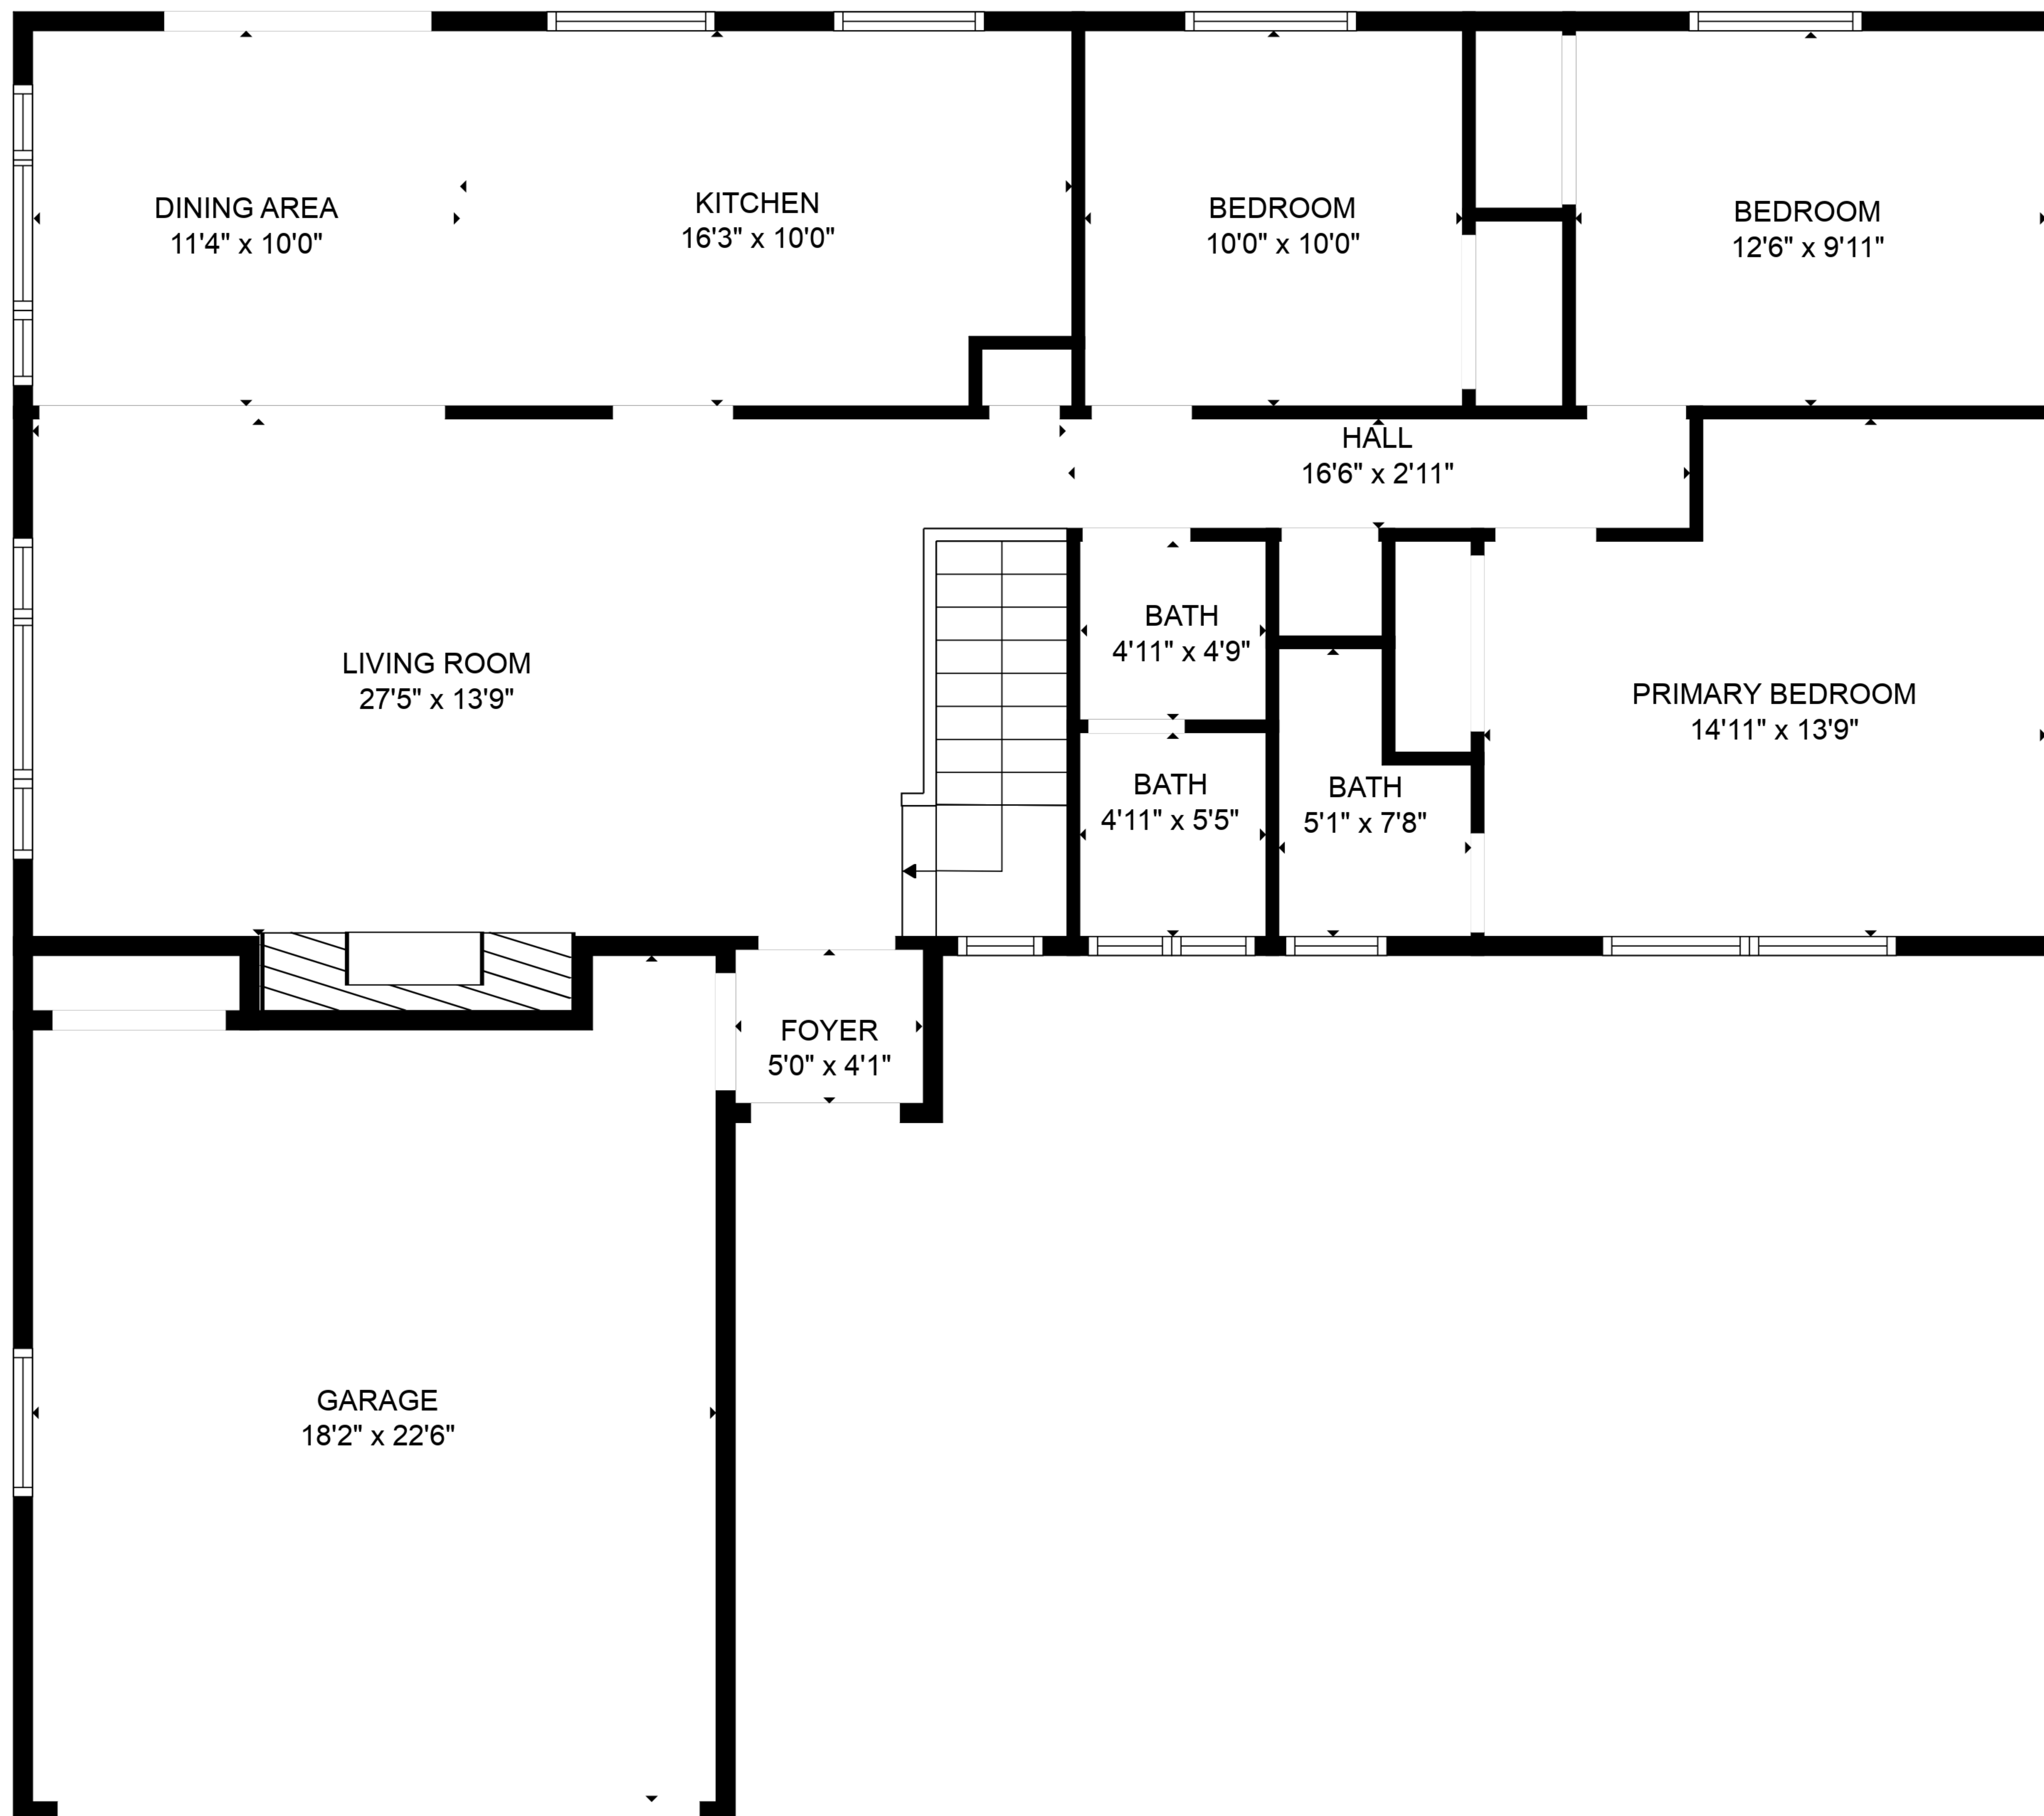 DINING AREA
11'4" x 10'0"
KITCHEN
16'3" x 10'0"
BEDROOM
10'0" x 10'0"
BEDROOM
12'6" x 9'11"
HALL
16'6" x 2'11"
LIVING ROOM
27'5" x 13'9"
BATH
4'11" x 4'9"
BATH
4'11" x 5'5"
BATH
5'1" x 7'8"
PRIMARY BEDROOM
14'11" x 13'9"
FOYER
5'0" x 4'1"
GARAGE
18'2" x 22'6"